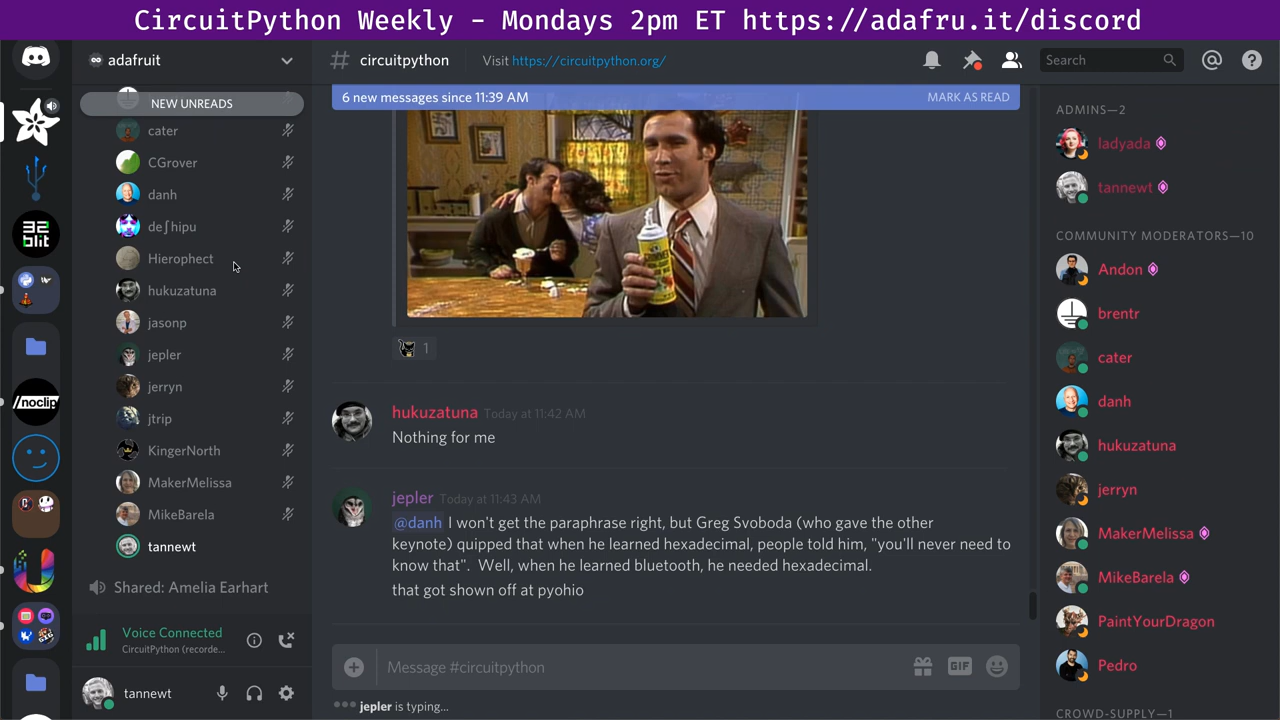 CircuitPython Weekly - Mondays 2pm ET https://adafru.it/discord
adafruit
circuitpython
Visit https://circuitpython.org/
Search
NEW UNREADS
cater
CGrover
danh
de∫hipu
Hierophect
hukuzatuna
jasonp
jepler
jerryn
jtrip
KingerNorth
MakerMelissa
MikeBarela
tannewt
Shared: Amelia Earhart
Voice Connected
CircuitPython (recorde...
tannewt
32
blit
/noclip
6 new messages since 11:39 AM
MARK AS READ
1
hukuzatuna Today at 11:42 AM
Nothing for me
jepler Today at 11:43 AM
@danh I won't get the paraphrase right, but Greg Svoboda (who gave the other
keynote) quipped that when he learned hexadecimal, people told him, "you'll never need to
know that". Well, when he learned bluetooth, he needed hexadecimal.
that got shown off at pyohio
Message #circuitpython
GIF
jepler is typing...
ADMINS—2
ladyada
tannewt
COMMUNITY MODERATORS—10
Andon
brentr
cater
danh
hukuzatuna
jerryn
MakerMelissa
MikeBarela
PaintYourDragon
Pedro
CROWD-SUPPLY—1